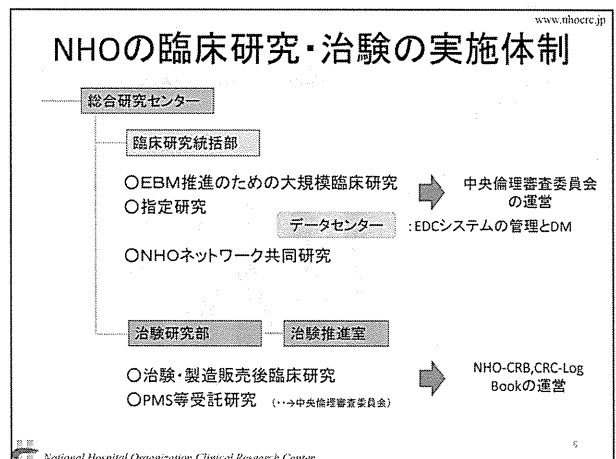 www.nhocrc.jp
NHOの臨床研究・治験の実施体制
総合研究センター
臨床研究統括部
○EBM推進のための大規模臨床研究
○指定研究
中央倫理審査委員会
の運営
データセンター :EDCシステムの管理とDM
○NHOネットワーク共同研究
治験研究部 治験推進室
○治験・製造販売後臨床研究
○PMS等受託研究 (・・→中央倫理審査委員会)
NHO-CRB,CRC-Log
Bookの運営
National Hospital Organization Clinical Research Center
5